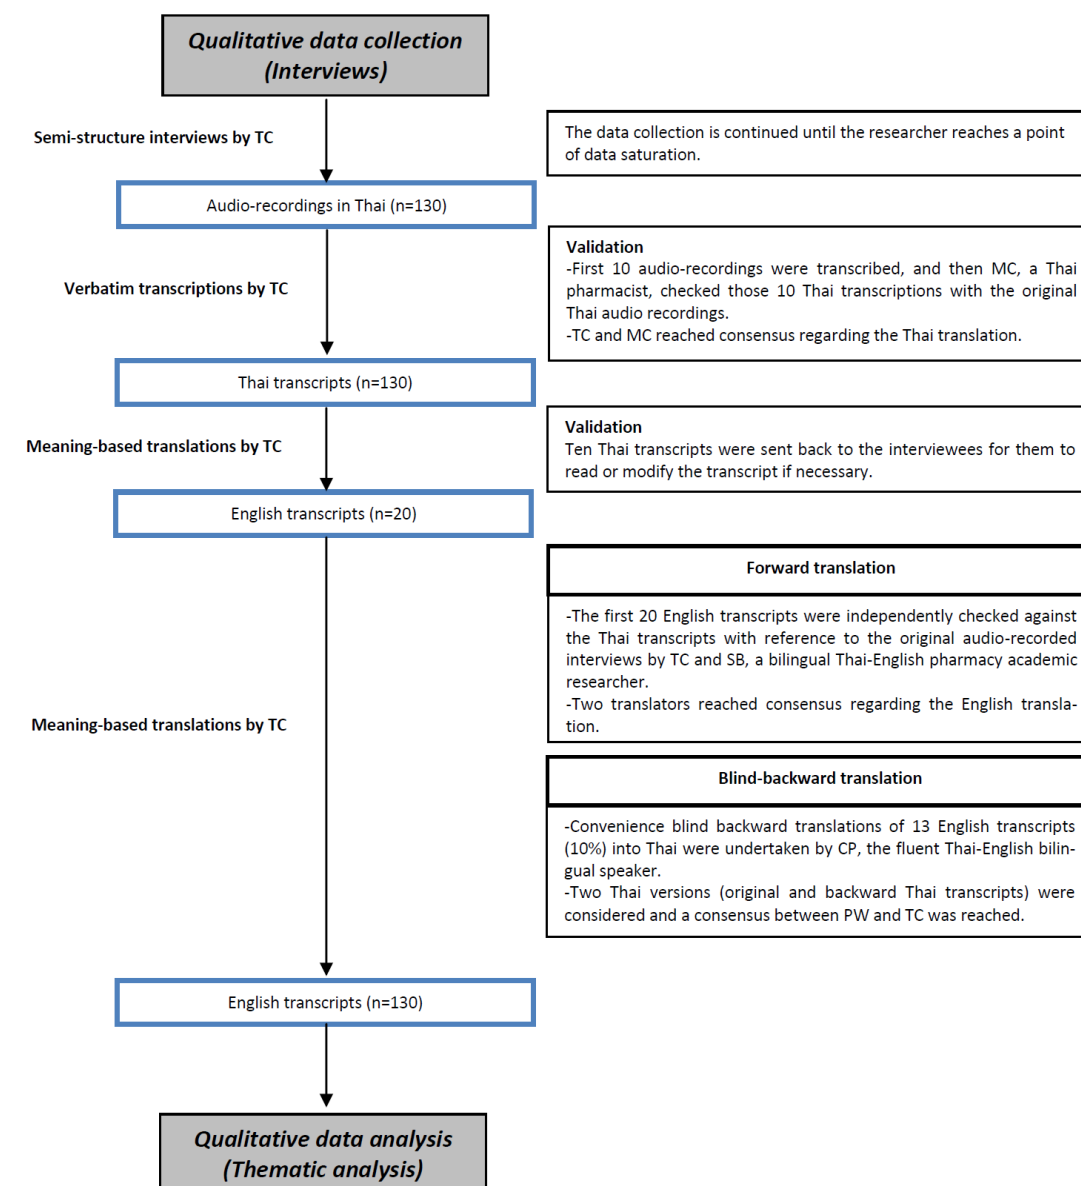 Qualitative data collection
(Interviews)
Semi-structure interviews by TC
The data collection is continued until the researcher reaches a point
of data saturation.
Audio-recordings in Thai (n=130)
Verbatim transcriptions by TC
Validation
-First 10 audio-recordings were transcribed, and then MC, a Thai
pharmacist, checked those 10 Thai transcriptions with the original
Thai audio recordings.
-TC and MC reached consensus regarding the Thai translation.
Thai transcripts (n=130)
Meaning-based translations by TC
Validation
Ten Thai transcripts were sent back to the interviewees for them to
read or modify the transcript if necessary.
English transcripts (n=20)
Forward translation
-The first 20 English transcripts were independently checked against
the Thai transcripts with reference to the original audio-recorded
interviews by TC and SB, a bilingual Thai-English pharmacy academic
researcher.
-Two translators reached consensus regarding the English transla-
tion.
Meaning-based translations by TC
Blind-backward translation
-Convenience blind backward translations of 13 English transcripts
(10%) into Thai were undertaken by CP, the fluent Thai-English bilin-
gual speaker.
-Two Thai versions (original and backward Thai transcripts) were
considered and a consensus between PW and TC was reached.
English transcripts (n=130)
Qualitative data analysis
(Thematic analysis)